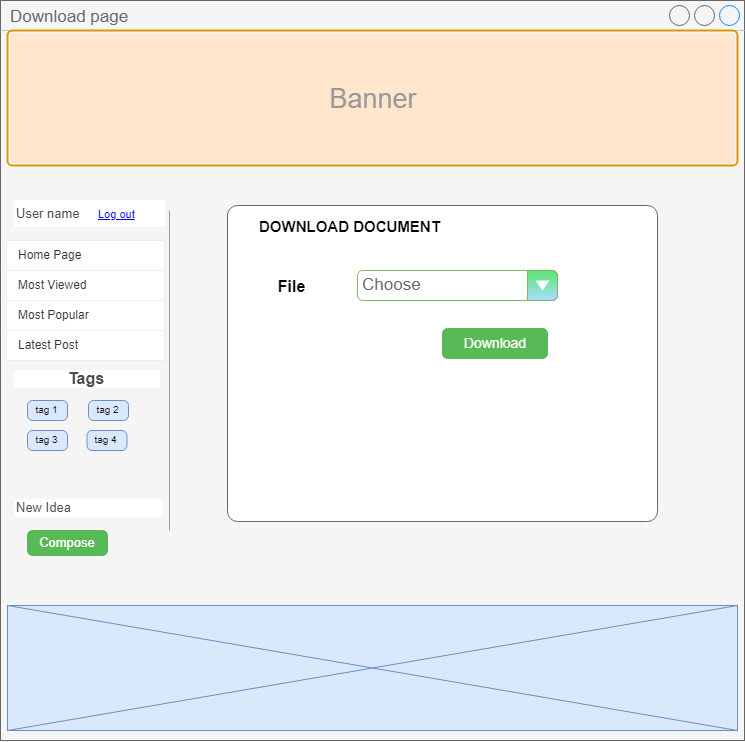 Download page
Banner
User name Log out
Home Page
Most Viewed
Most Popular
Latest Post
Tags
tag 1 tag 2
tag 3 tag 4
New Idea
Compose
DOWNLOAD DOCUMENT
File Choose
Download